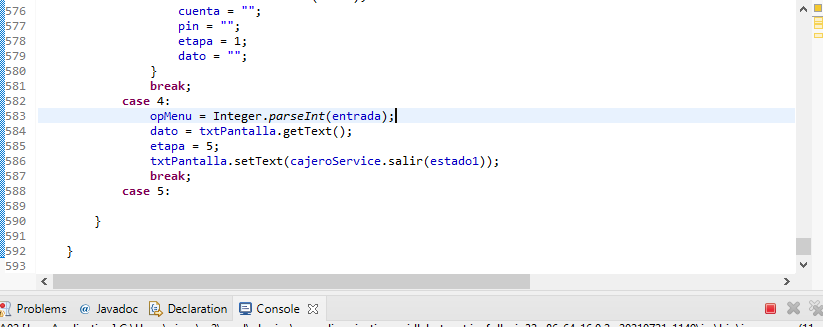 576 cuenta = "";
577 pin = "";
578 etapa = 1;
579 dato = "";
580 }
581 break;
582 case 4:
583 opMenu = Integer.parseInt(entrada);
584 dato = txtPantalla.getText();
585 etapa = 5;
586 txtPantalla.setText(cajeroService.salir(estado1));
587 break;
588 case 5:
589
590 }
591
592 }
593
Problems @ Javadoc Declaration Console